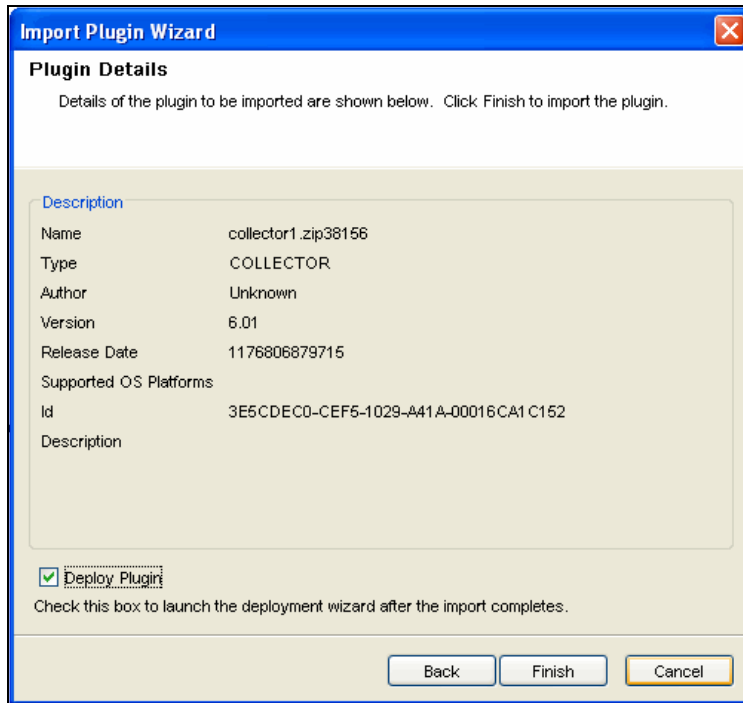 Import Plugin Wizard
Plugin Details
Details of the plugin to be imported are shown below. Click Finish to import the plugin.
Description
Name collector1.zip38156
Type COLLECTOR
Author Unknown
Version 6.01
Release Date 1176806879715
Supported OS Platforms
Id 3E5CDEC0-CEF5-1029-A41A-00016CA1C152
Description
Deploy Plugin
Check this box to launch the deployment wizard after the import completes.
Back Finish Cancel